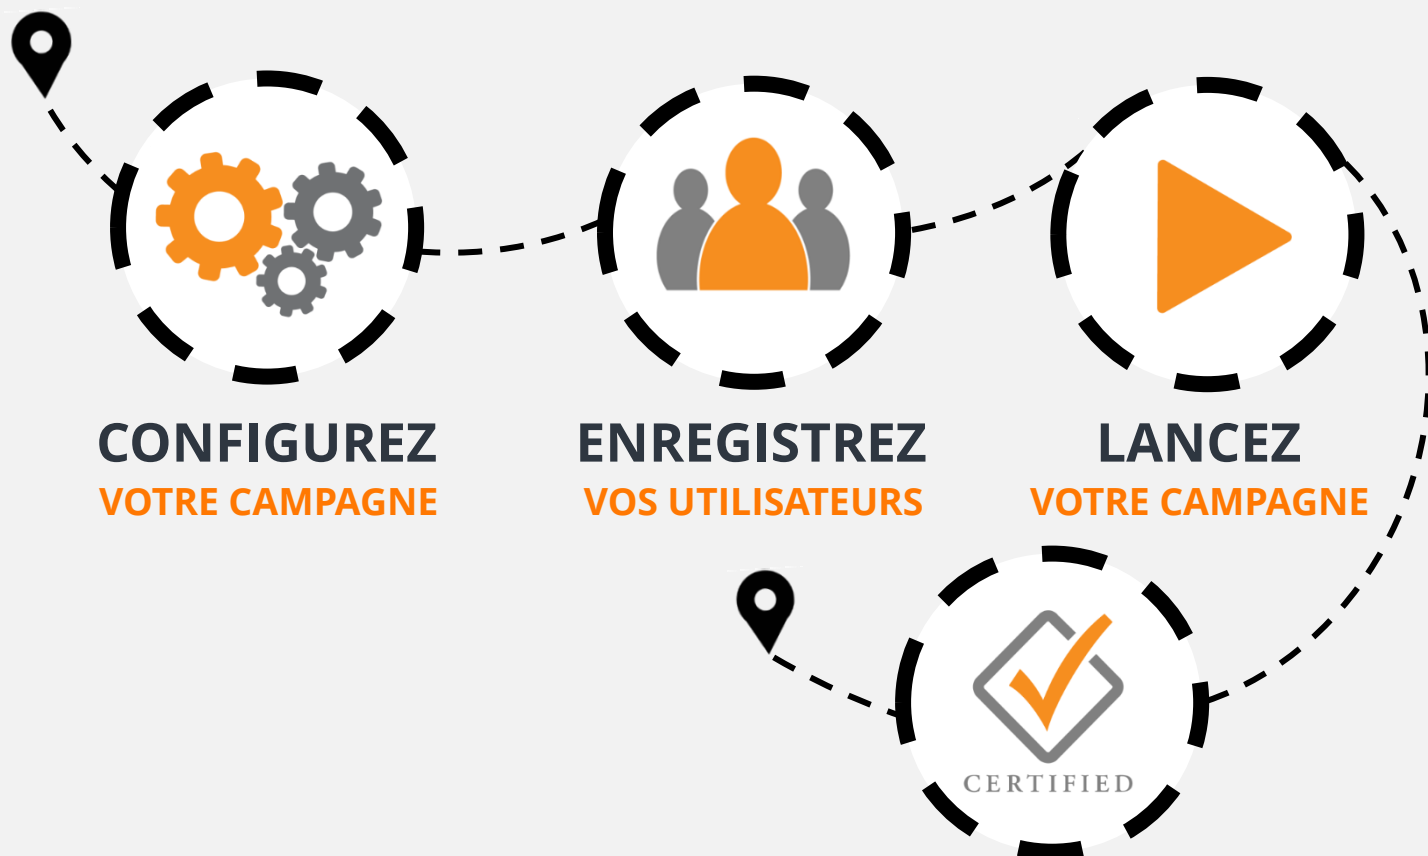 CONFIGUREZ
VOTRE CAMPAGNE
ENREGISTREZ
VOS UTILISATEURS
LANCEZ
VOTRE CAMPAGNE
CERTIFIED